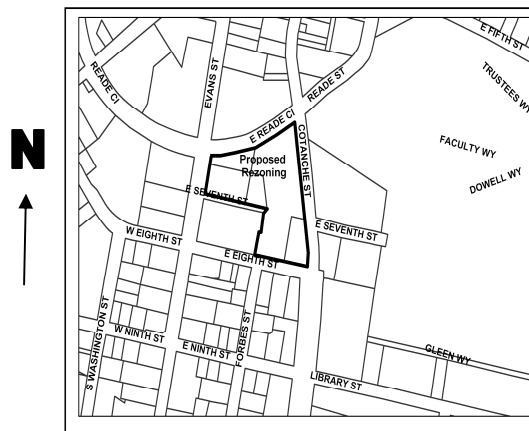 E FIFTH ST
READE CI
EVANS ST
READE ST
TRUSTEES WY
E READE CI
COTANCHE ST
FACULTY WY
Proposed
Rezoning
DOWELL WY
N
E SEVENTH ST
E SEVENTH ST
W EIGHTH ST
E EIGHTH ST
S WASHINGTON ST
FORBES ST
W NINTH ST
E NINTH ST
GLEEN WY
LIBRARY ST